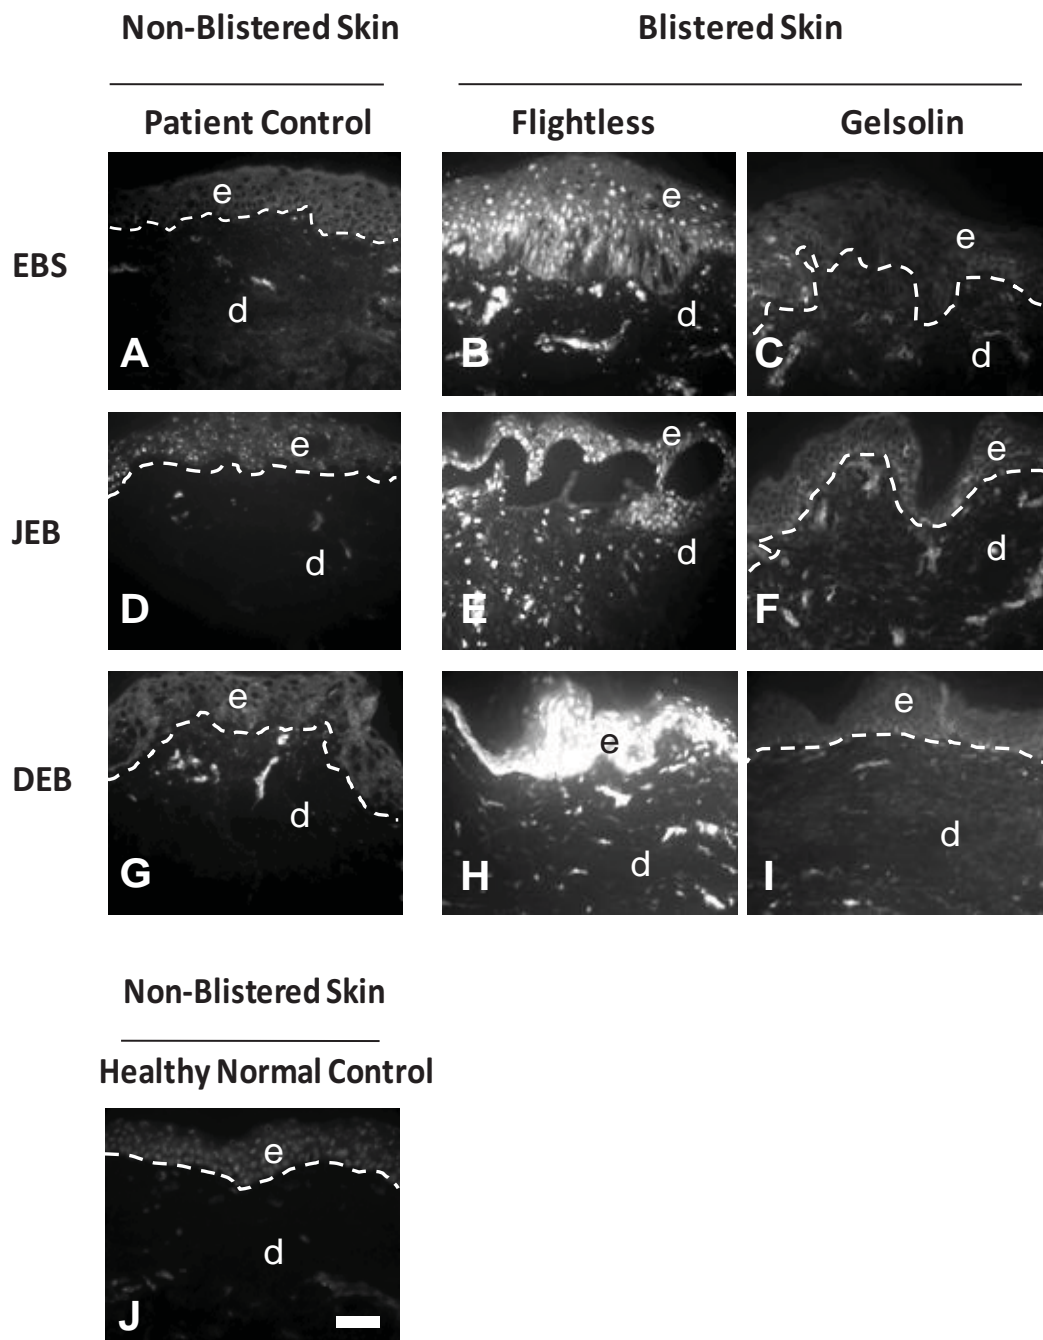 Non-Blistered Skin Blistered Skin
Patient Control Flightless Gelsolin
EBS
e
d
A
e
d
B
e
d
C
JEB
e
d
D
e
d
E
e
d
F
DEB
e
d
G
e
d
H
e
d
I
Non-Blistered Skin
Healthy Normal Control
e
d
J